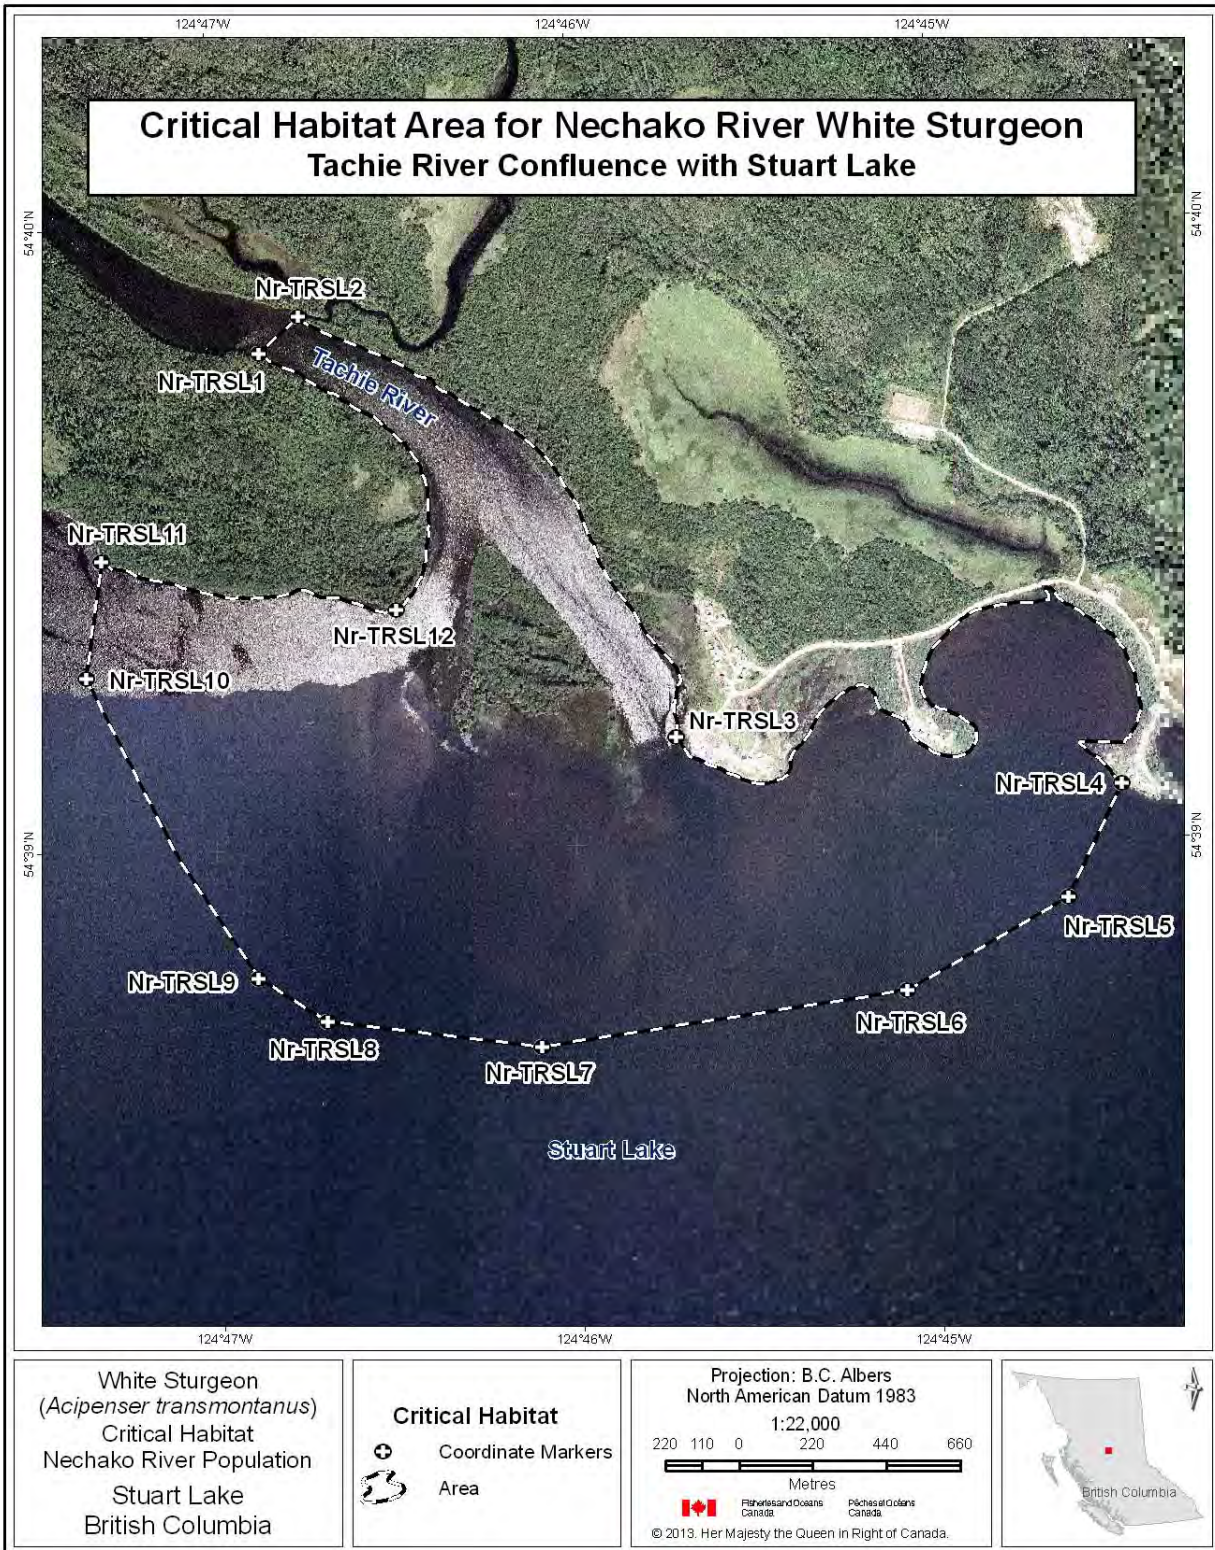 124°47'W
124°46'W
124°45'W
Critical Habitat Area for Nechako River White Sturgeon
Tachie River Confluence with Stuart Lake
54°40'N
54°40'N
Nr-TRSL2
Nr-TRSL1
Tachie River
Nr-TRSL11
Nr-TRSL12
Nr-TRSL10
Nr-TRSL3
Nr-TRSL4
54°39'N
54°39'N
Nr-TRSL5
Nr-TRSL9
Nr-TRSL6
Nr-TRSL8
Nr-TRSL7
Stuart Lake
124°47'W
124°46'W
124°45'W
White Sturgeon
(Acipenser transmontanus)
Critical Habitat
Nechako River Population
Stuart Lake
British Columbia
Critical Habitat
Coordinate Markers
Area
Projection: B.C. Albers
North American Datum 1983
1:22,000
220 110 0 220 440 660
Metres
Fisheries and Oceans
Canada
Pêches et Océans
Canada
© 2013. Her Majesty the Queen in Right of Canada.
British Columbia